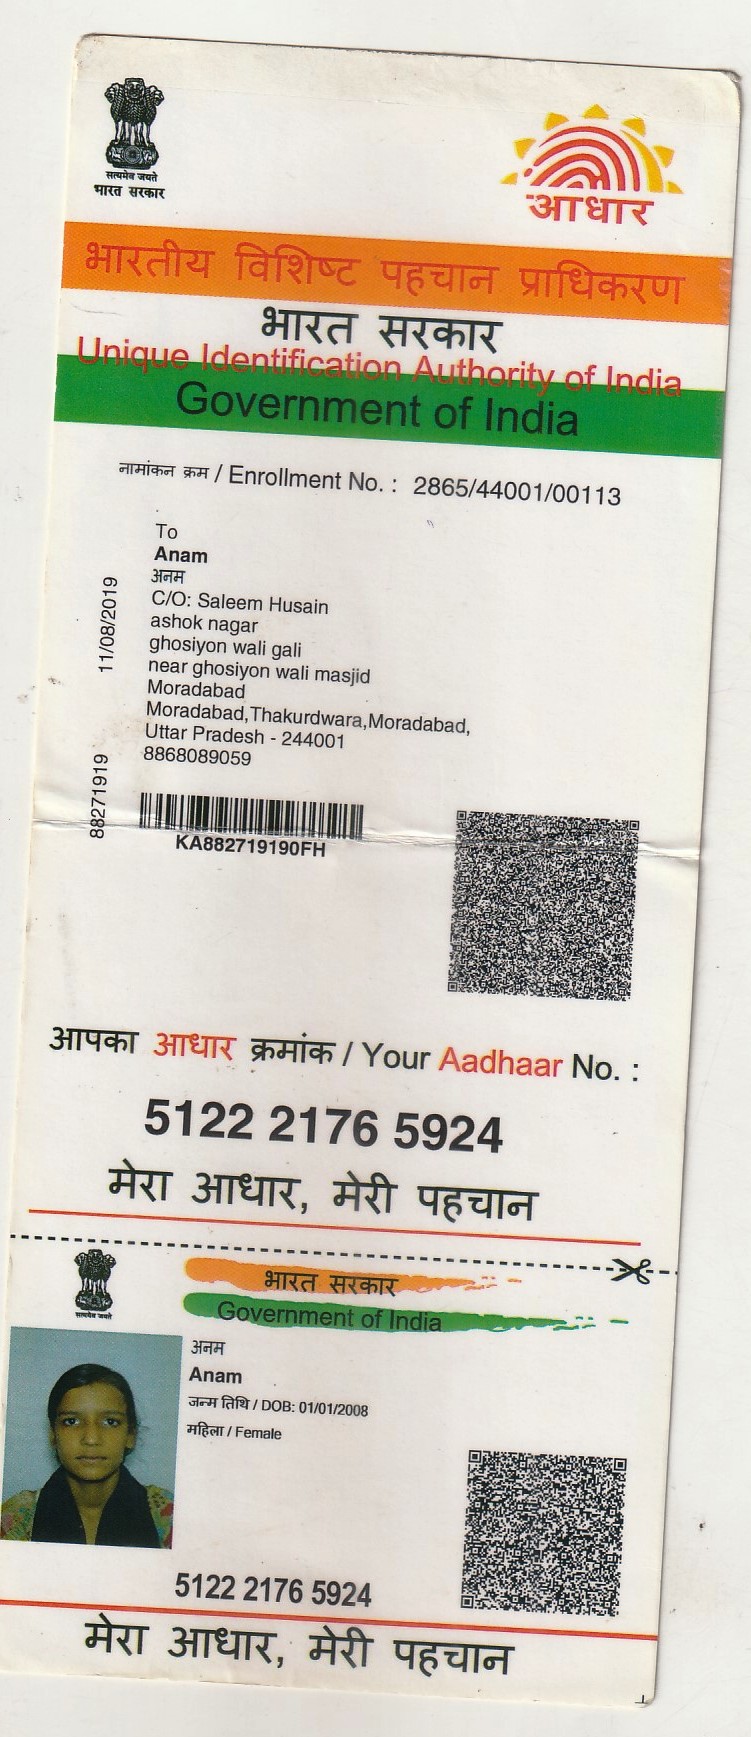 सत्यमेव जयते
भारत सरकार
आधार
भारतीय विशिष्ट पहचान प्राधिकरण
भारत सरकार
Unique Identification Authority of India
Government of India
नामांकन क्रम / Enrollment No. : 2865/44001/00113
To
Anam
अनम
C/O: Saleem Husain
ashok nagar
ghosiyon wali gali
near ghosiyon wali masjid
Moradabad
Moradabad,Thakurdwara,Moradabad,
Uttar Pradesh - 244001
8868089059
11/08/2019
88271919
KA882719190FH
आपका आधार क्रमांक / Your Aadhaar No. :
5122 2176 5924
मेरा आधार, मेरी पहचान
सत्यमेव जयते
भारत सरकार
Government of India
अनम
Anam
जन्म तिथि / DOB: 01/01/2008
महिला / Female
5122 2176 5924
मेरा आधार, मेरी पहचान